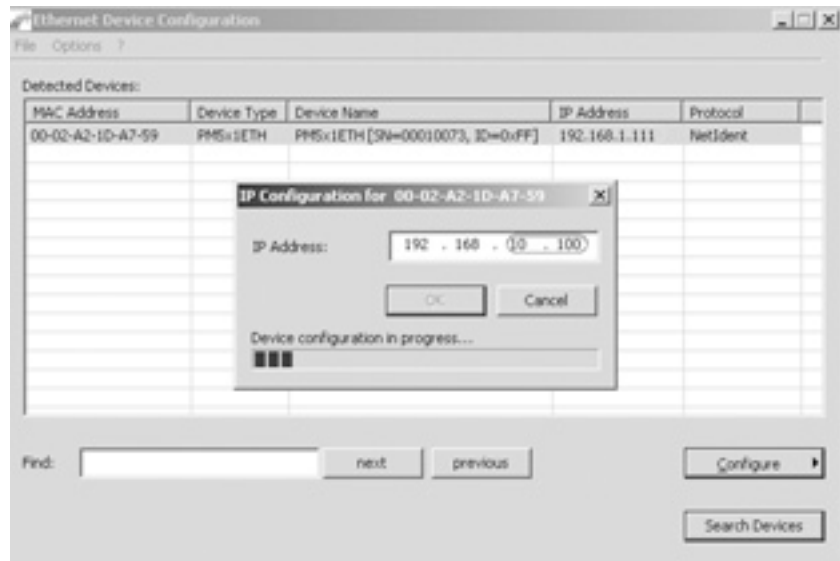 Ethernet Device Configuration
File Options ?
Detected Devices:
MAC Address Device Type Device Name IP Address Protocol
00-02-A2-1D-A7-59 PM5x1ETH PM5x1ETH [SN=00010073, ID=0xFF] 192.168.1.111 NetIdent
IP Configuration for 00-02-A2-1D-A7-59
IP Address: 192 . 168 . 10 . 100
OK Cancel
Device configuration in progress...
Find: next previous Configure
Search Devices